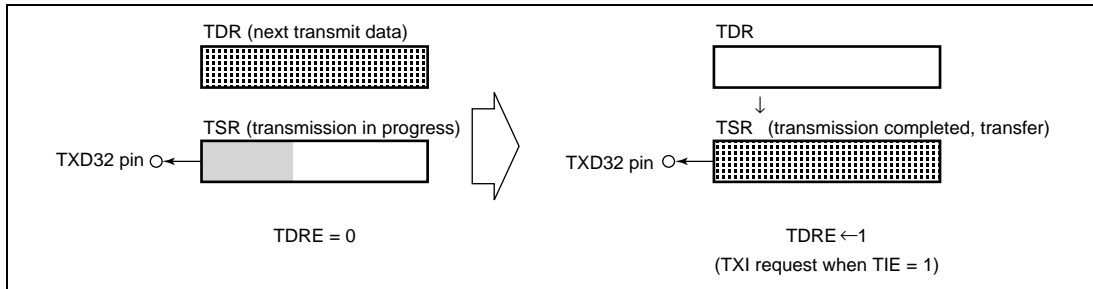 TDR (next transmit data)
TSR (transmission in progress)
TXD32 pin
TDRE = 0
TDR
↓
TSR (transmission completed, transfer)
TXD32 pin
TDRE ←1
(TXI request when TIE = 1)